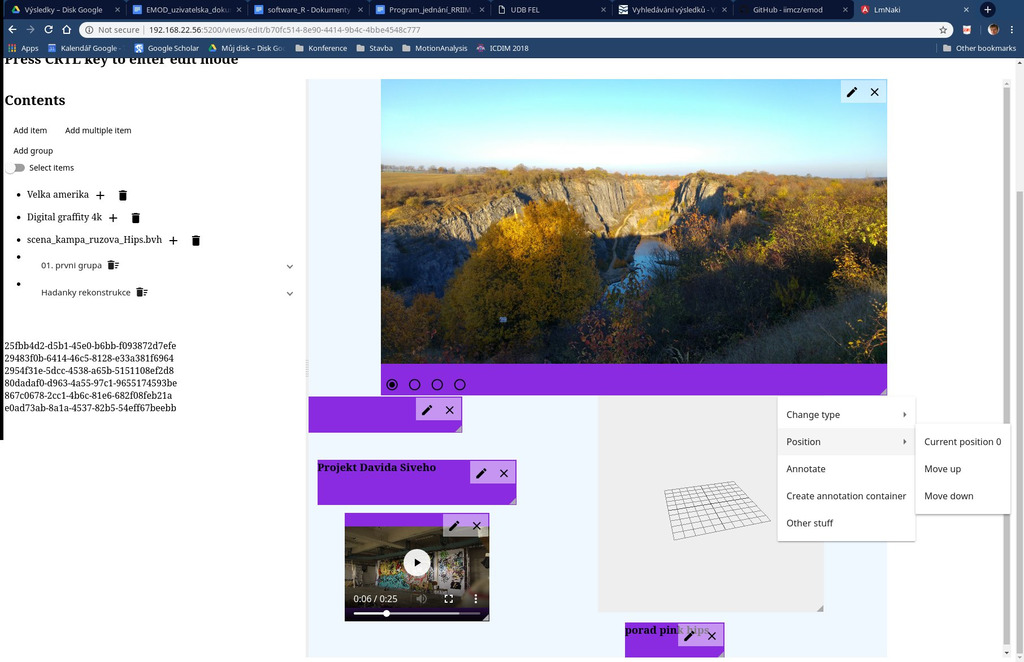 Výsledky – Disk Google
EMOD_uzivatelska_doku
software_R - Dokumenty
Program_jednání_RRIIM
UDB FEL
Vyhledávání výsledků - V
GitHub - iimcz/emod
LmNaki
Not secure | 192.168.22.56:5200/views/edit/b70fc514-8e90-4414-9b4c-4bbe4548c777
Apps
Kalendář Google -
Google Scholar
Můj disk – Disk Go
Konference
Stavba
MotionAnalysis
ICDIM 2018
Other bookmarks
Press CRTL key to enter edit mode
Contents
Add item
Add multiple item
Add group
Select items
Velka amerika
Digital graffity 4k
scena_kampa_ruzova_Hips.bvh
01. prvni grupa
Hadanky rekonstrukce
25fbb4d2-d5b1-45e0-b6bb-f093872d7efe
29483f0b-6414-46c5-8128-e33a381f6964
2954f31e-5dcc-4538-a65b-5151108ef2d8
80dadaf0-d963-4a55-97c1-9655174593be
867c0678-2cc1-4b6c-81e6-682f08feb21a
e0ad73ab-8a1a-4537-82b5-54eff67beebb
Projekt Davida Siveho
0:06 / 0:25
Change type
Position
Annotate
Create annotation container
Other stuff
Current position 0
Move up
Move down
porad pink hips